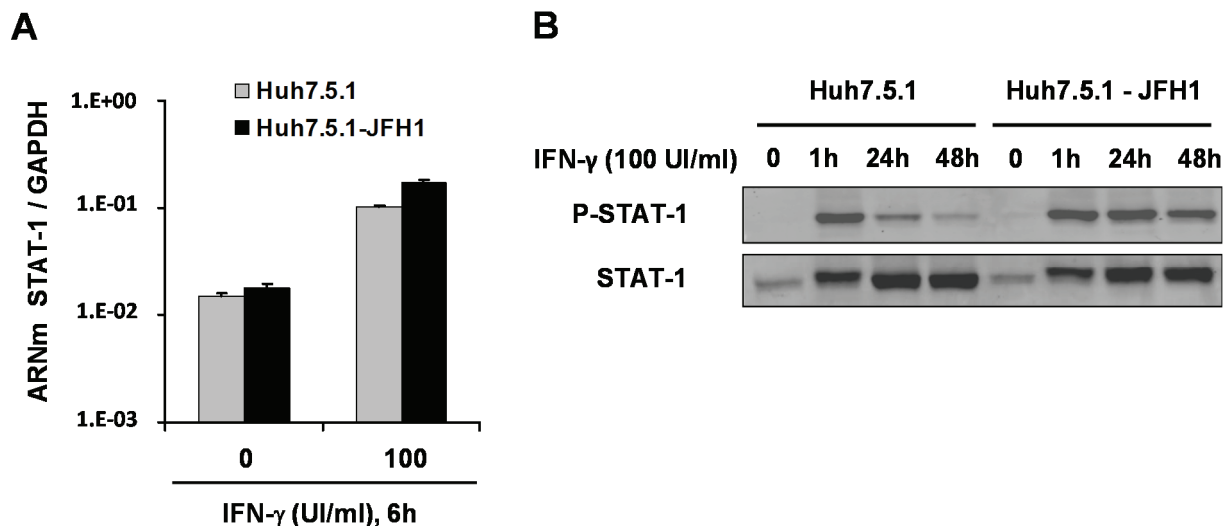 A
ARNm STAT-1 / GAPDH
1.E+00
1.E-01
1.E-02
1.E-03
Huh7.5.1
Huh7.5.1-JFH1
0 100
IFN-γ (UI/ml), 6h
B
Huh7.5.1 Huh7.5.1 - JFH1
IFN-γ (100 UI/ml) 0 1h 24h 48h 0 1h 24h 48h
P-STAT-1
STAT-1